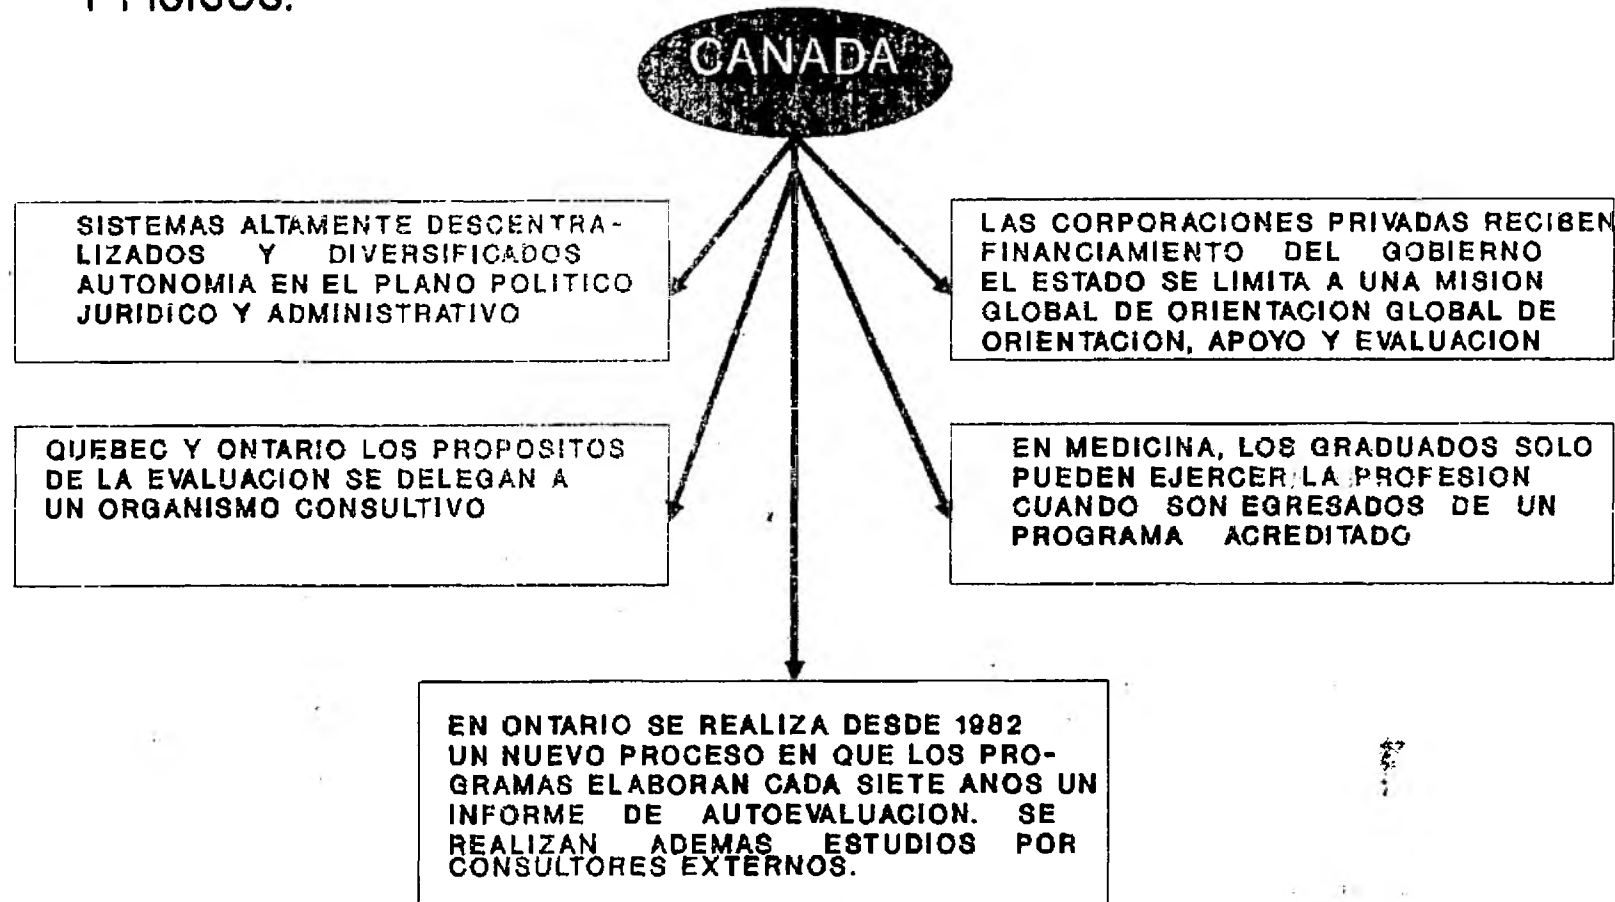 Y FISICOS.
CANADA
SISTEMAS ALTAMENTE DESCENTRA-
LIZADOS Y DIVERSIFICADOS
AUTONOMIA EN EL PLANO POLITICO
JURIDICO Y ADMINISTRATIVO
LAS CORPORACIONES PRIVADAS RECIBEN
FINANCIAMIENTO DEL GOBIERNO
EL ESTADO SE LIMITA A UNA MISION
GLOBAL DE ORIENTACION GLOBAL DE
ORIENTACION, APOYO Y EVALUACION
QUEBEC Y ONTARIO LOS PROPOSITOS
DE LA EVALUACION SE DELEGAN A
UN ORGANISMO CONSULTIVO
EN MEDICINA, LOS GRADUADOS SOLO
PUEDEN EJERCER LA PROFESION
CUANDO SON EGRESADOS DE UN
PROGRAMA ACREDITADO
EN ONTARIO SE REALIZA DESDE 1982
UN NUEVO PROCESO EN QUE LOS PRO-
GRAMAS ELABORAN CADA SIETE ANOS UN
INFORME DE AUTOEVALUACION. SE
REALIZAN ADEMAS ESTUDIOS POR
CONSULTORES EXTERNOS.